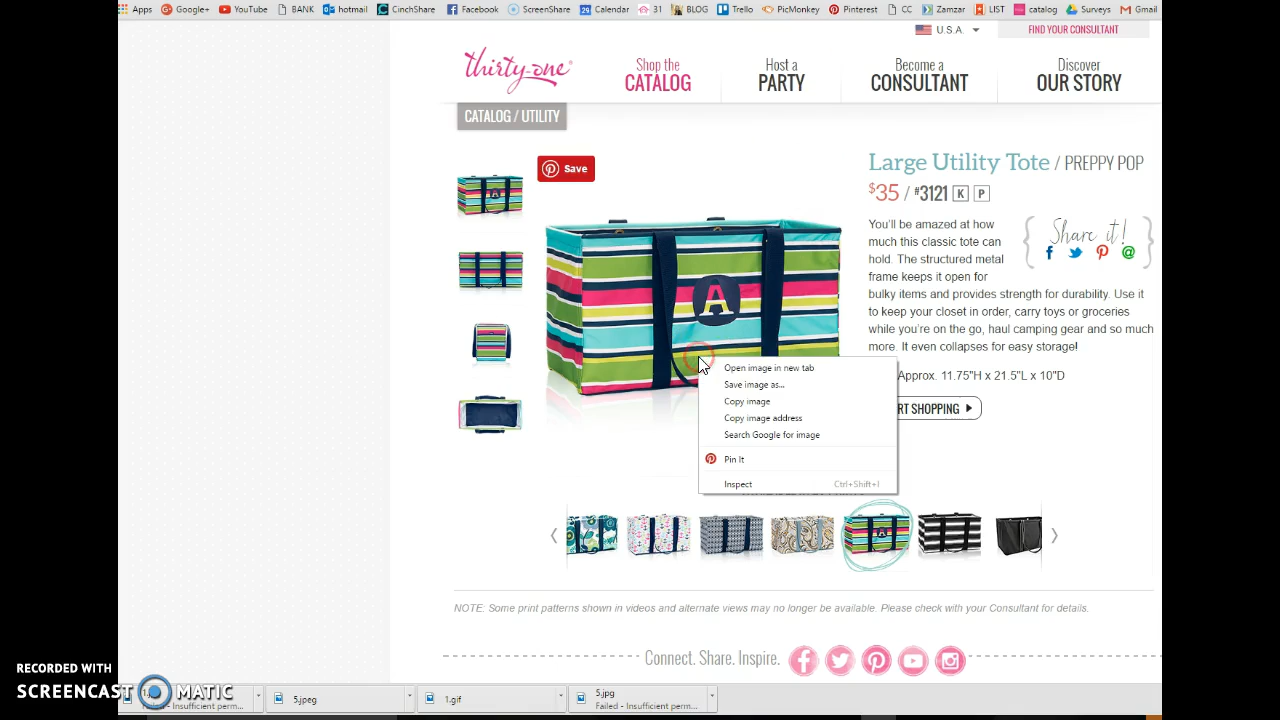 Apps Google+ YouTube BANK hotmail CinchShare Facebook ScreenShare Calendar 31 BLOG Trello PicMonkey Pinterest CC Zamzar LIST catalog Surveys Gmail
U.S.A. FIND YOUR CONSULTANT
thirty-one
Shop the
CATALOG
Host a
PARTY
Become a
CONSULTANT
Discover
OUR STORY
CATALOG / UTILITY
Save
Large Utility Tote / PREPPY POP
$35 / #3121 K P
You'll be amazed at how
much this classic tote can
hold. The structured metal
frame keeps it open for
bulky items and provides strength for durability. Use it
to keep your closet in order, carry toys or groceries
while you're on the go, haul camping gear and so much
more. It even collapses for easy storage!
Share it!
A
Approx. 11.75"H x 21.5"L x 10"D
RT SHOPPING
Open image in new tab
Save image as...
Copy image
Copy image address
Search Google for image
Pin It
Inspect Ctrl+Shift+I
NOTE: Some print patterns shown in videos and alternate views may no longer be available. Please check with your Consultant for details.
Connect. Share. Inspire.
RECORDED WITH
SCREENCAST MATIC
Failed - Insufficient perm...
5.jpeg
1.gif
5.jpg
Failed - Insufficient perm...